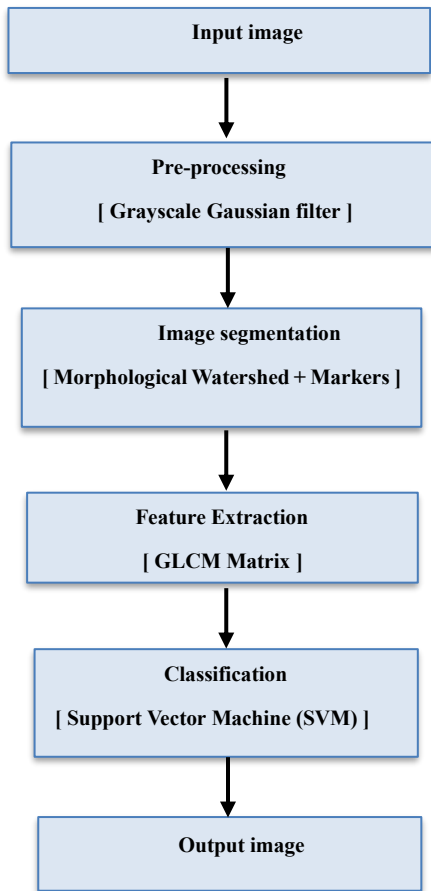 Input image
Pre-processing
[ Grayscale Gaussian filter ]
Image segmentation
[ Morphological Watershed + Markers ]
Feature Extraction
[ GLCM Matrix ]
Classification
[ Support Vector Machine (SVM) ]
Output image